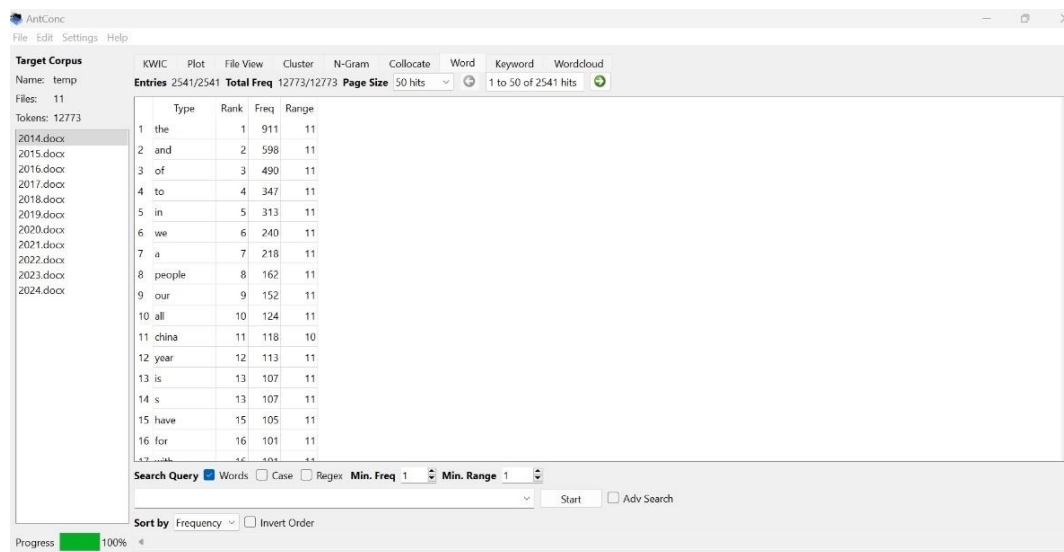 AntConc
File Edit Settings Help
Target Corpus
Name: temp
Files: 11
Tokens: 12773
2014.docx
2015.docx
2016.docx
2017.docx
2018.docx
2019.docx
2020.docx
2021.docx
2022.docx
2023.docx
2024.docx
Progress 100%
KWIC Plot File View Cluster N-Gram Collocate Word Keyword Wordcloud
Entries 2541/2541 Total Freq 12773/12773 Page Size 50 hits 1 to 50 of 2541 hits
Type Rank Freq Range
1 the 1 911 11
2 and 2 598 11
3 of 3 490 11
4 to 4 347 11
5 in 5 313 11
6 we 6 240 11
7 a 7 218 11
8 people 8 162 11
9 our 9 152 11
10 all 10 124 11
11 china 11 118 10
12 year 12 113 11
13 is 13 107 11
14 s 13 107 11
15 have 15 105 11
16 for 16 101 11
17 with 16 101 11
Search Query Words Case Regex Min. Freq 1 Min. Range 1
Start Adv Search
Sort by Frequency Invert Order